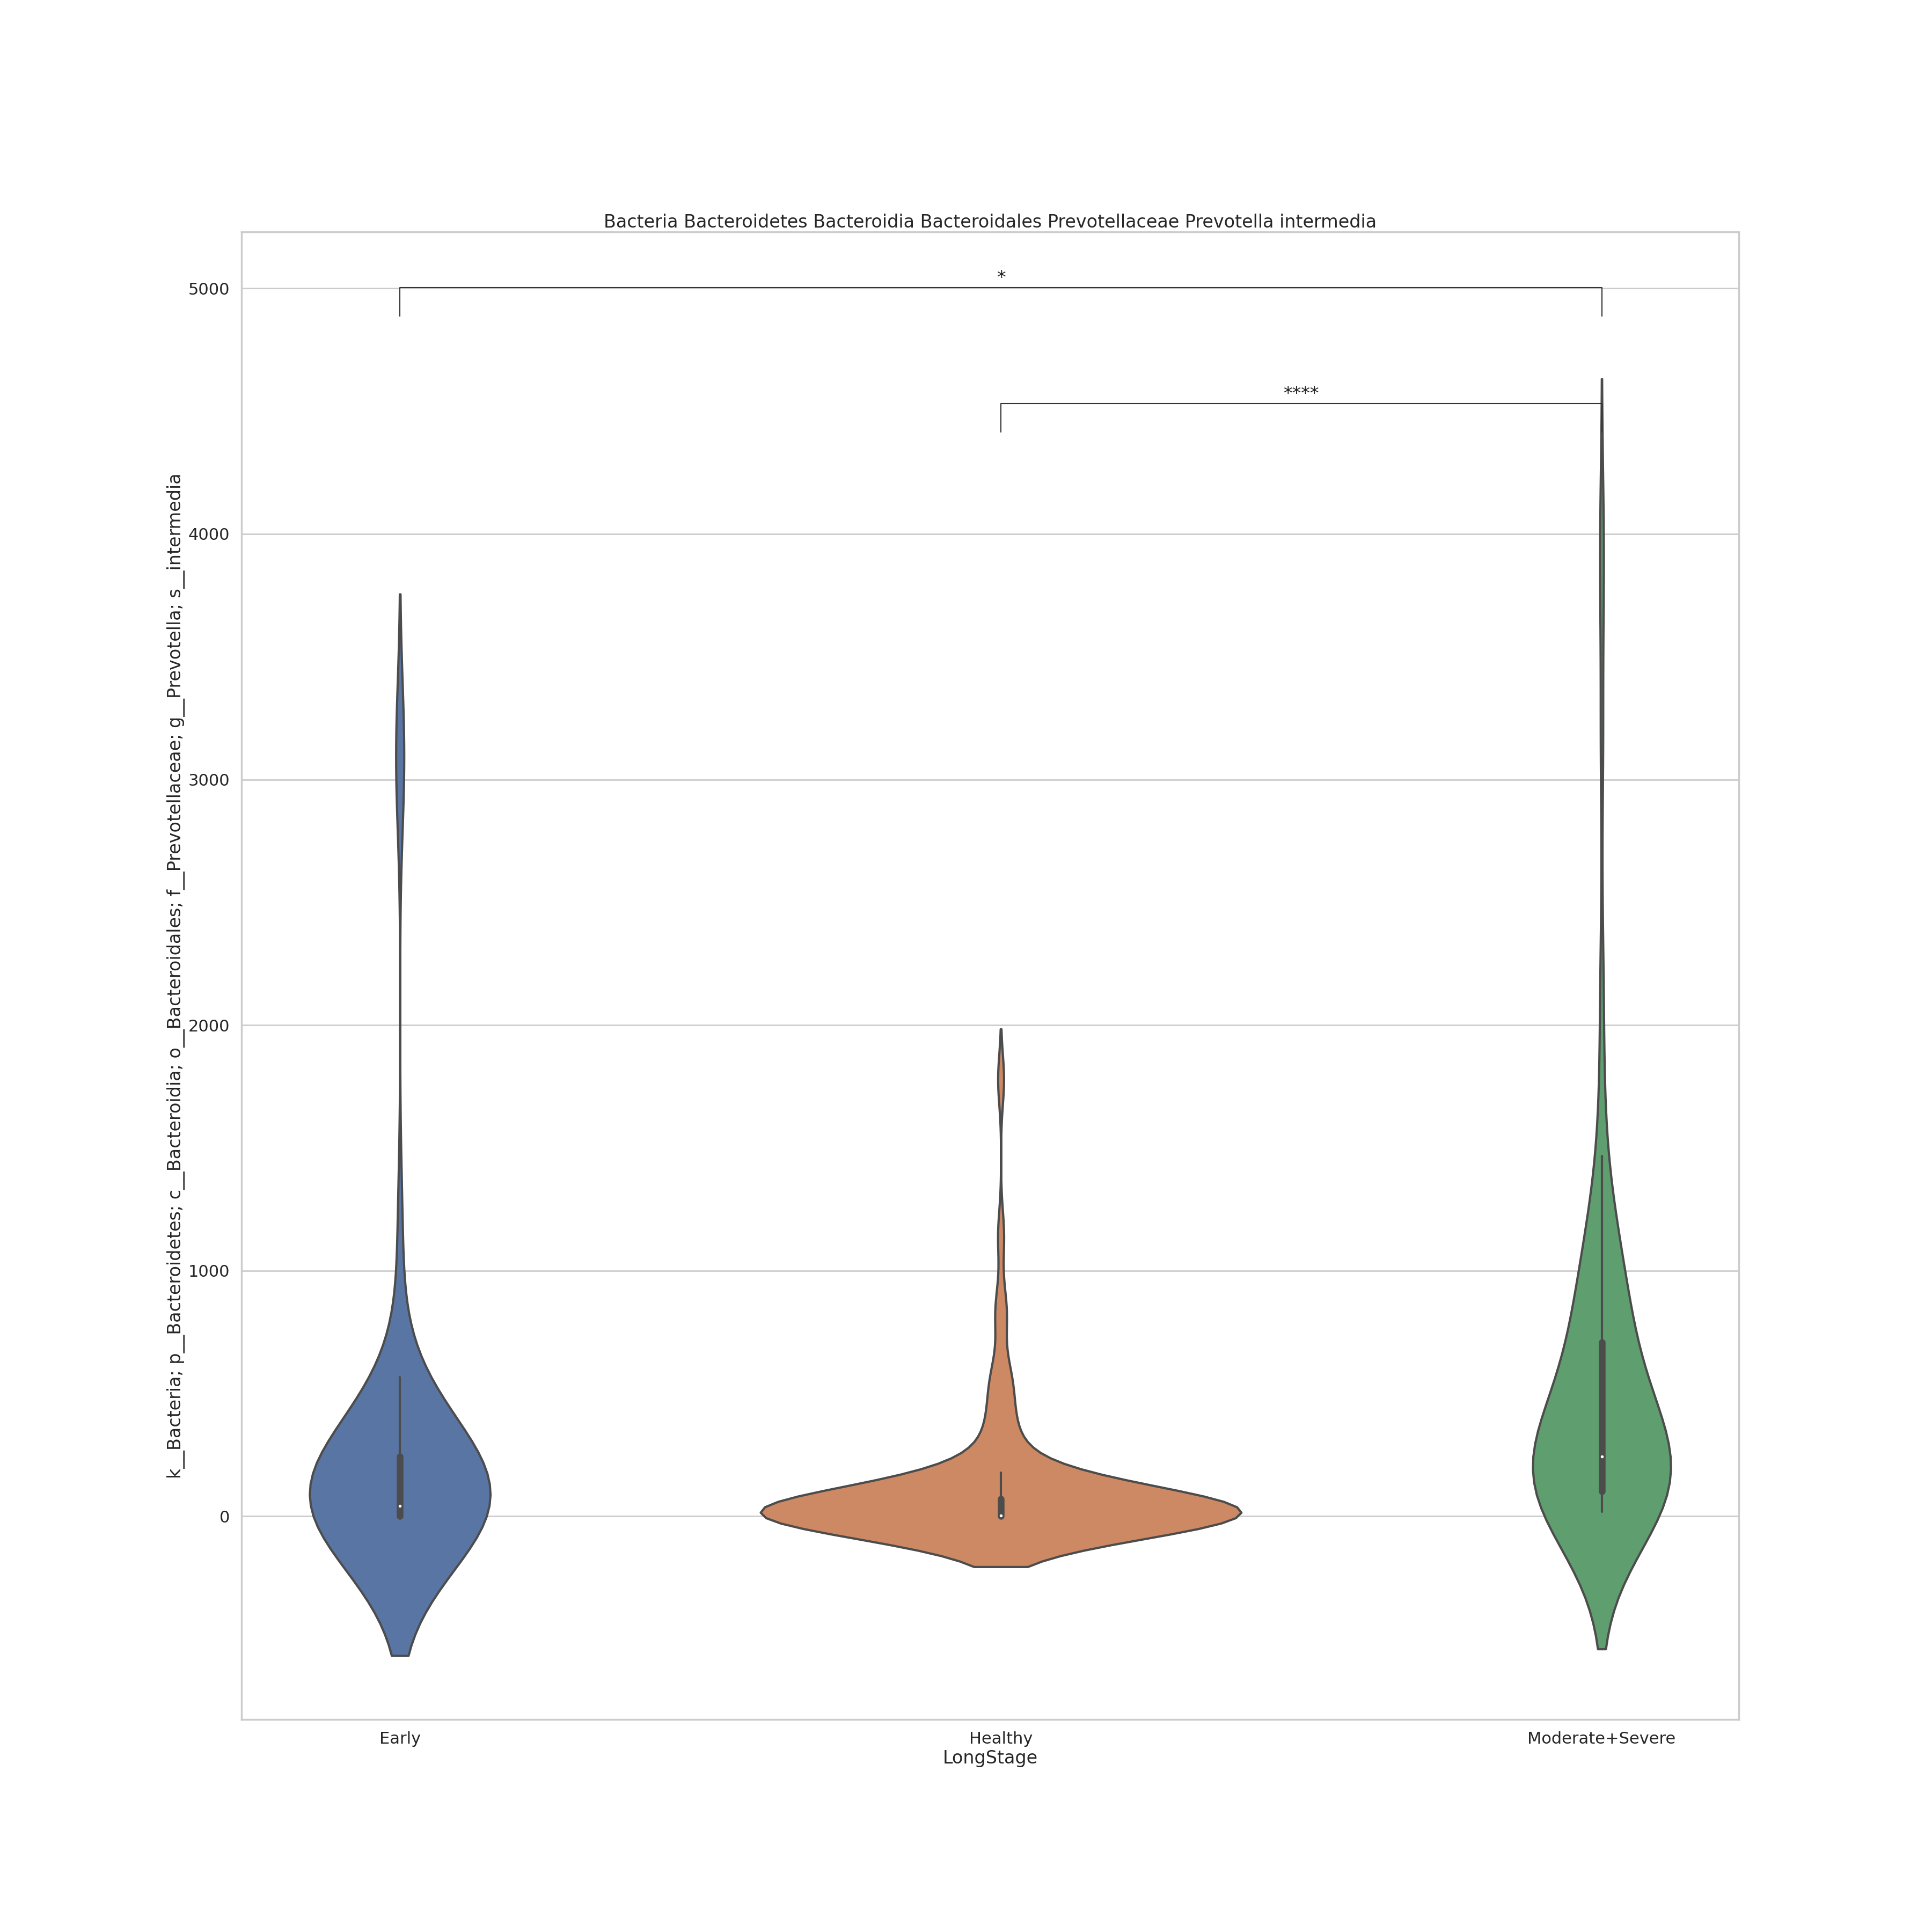 Bacteria Bacteroidetes Bacteroidia Bacteroidales Prevotellaceae Prevotella intermedia
*
****
5000
4000
3000
2000
1000
0
k__Bacteria; p__Bacteroidetes; c__Bacteroidia; o__Bacteroidales; f__Prevotellaceae; g__Prevotella; s__intermedia
Early
Healthy
Moderate+Severe
LongStage